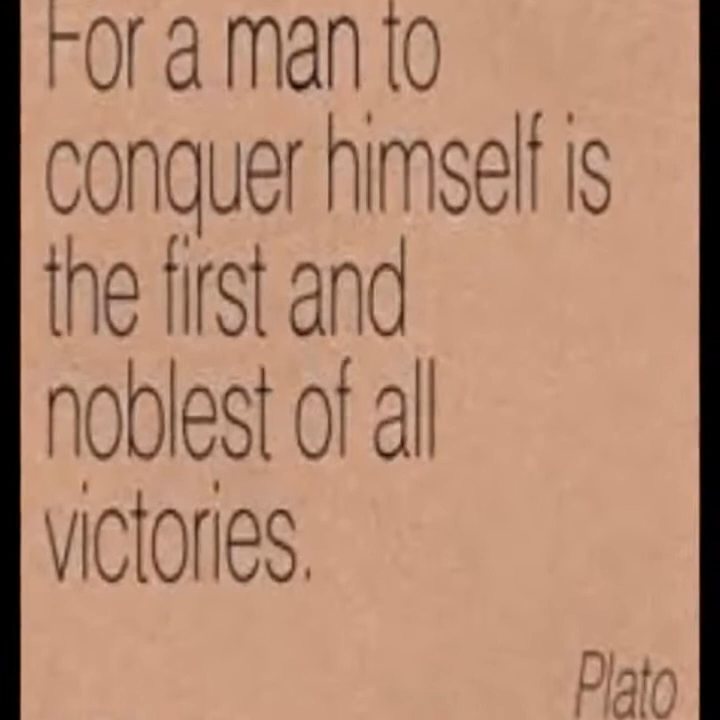 For a man to
conquer himself is
the first and
noblest of all
victories.
Plato